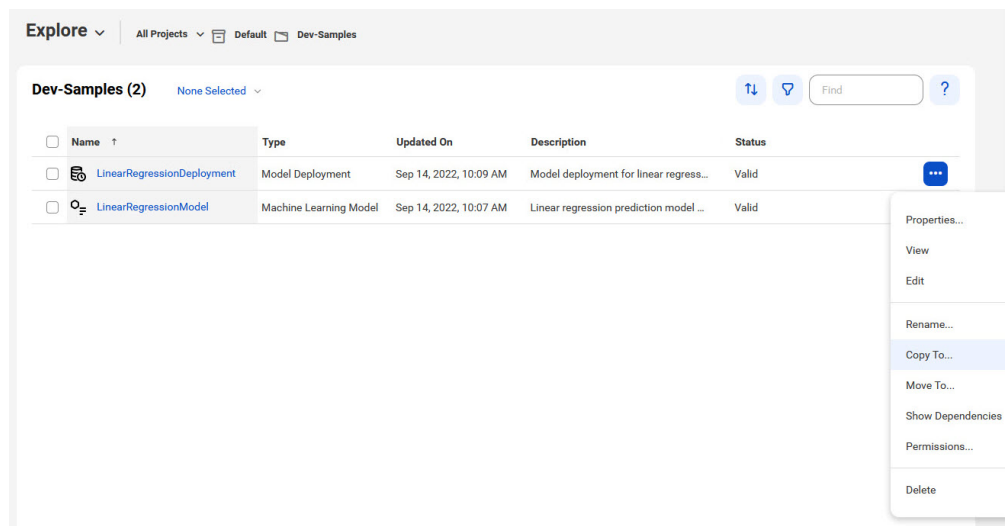 Explore All Projects Default Dev-Samples
Dev-Samples (2) None Selected Find ?
Name ↑ Type Updated On Description Status
LinearRegressionDeployment Model Deployment Sep 14, 2022, 10:09 AM Model deployment for linear regress... Valid
LinearRegressionModel Machine Learning Model Sep 14, 2022, 10:07 AM Linear regression prediction model ... Valid
Properties...
View
Edit
Rename...
Copy To...
Move To...
Show Dependencies
Permissions...
Delete